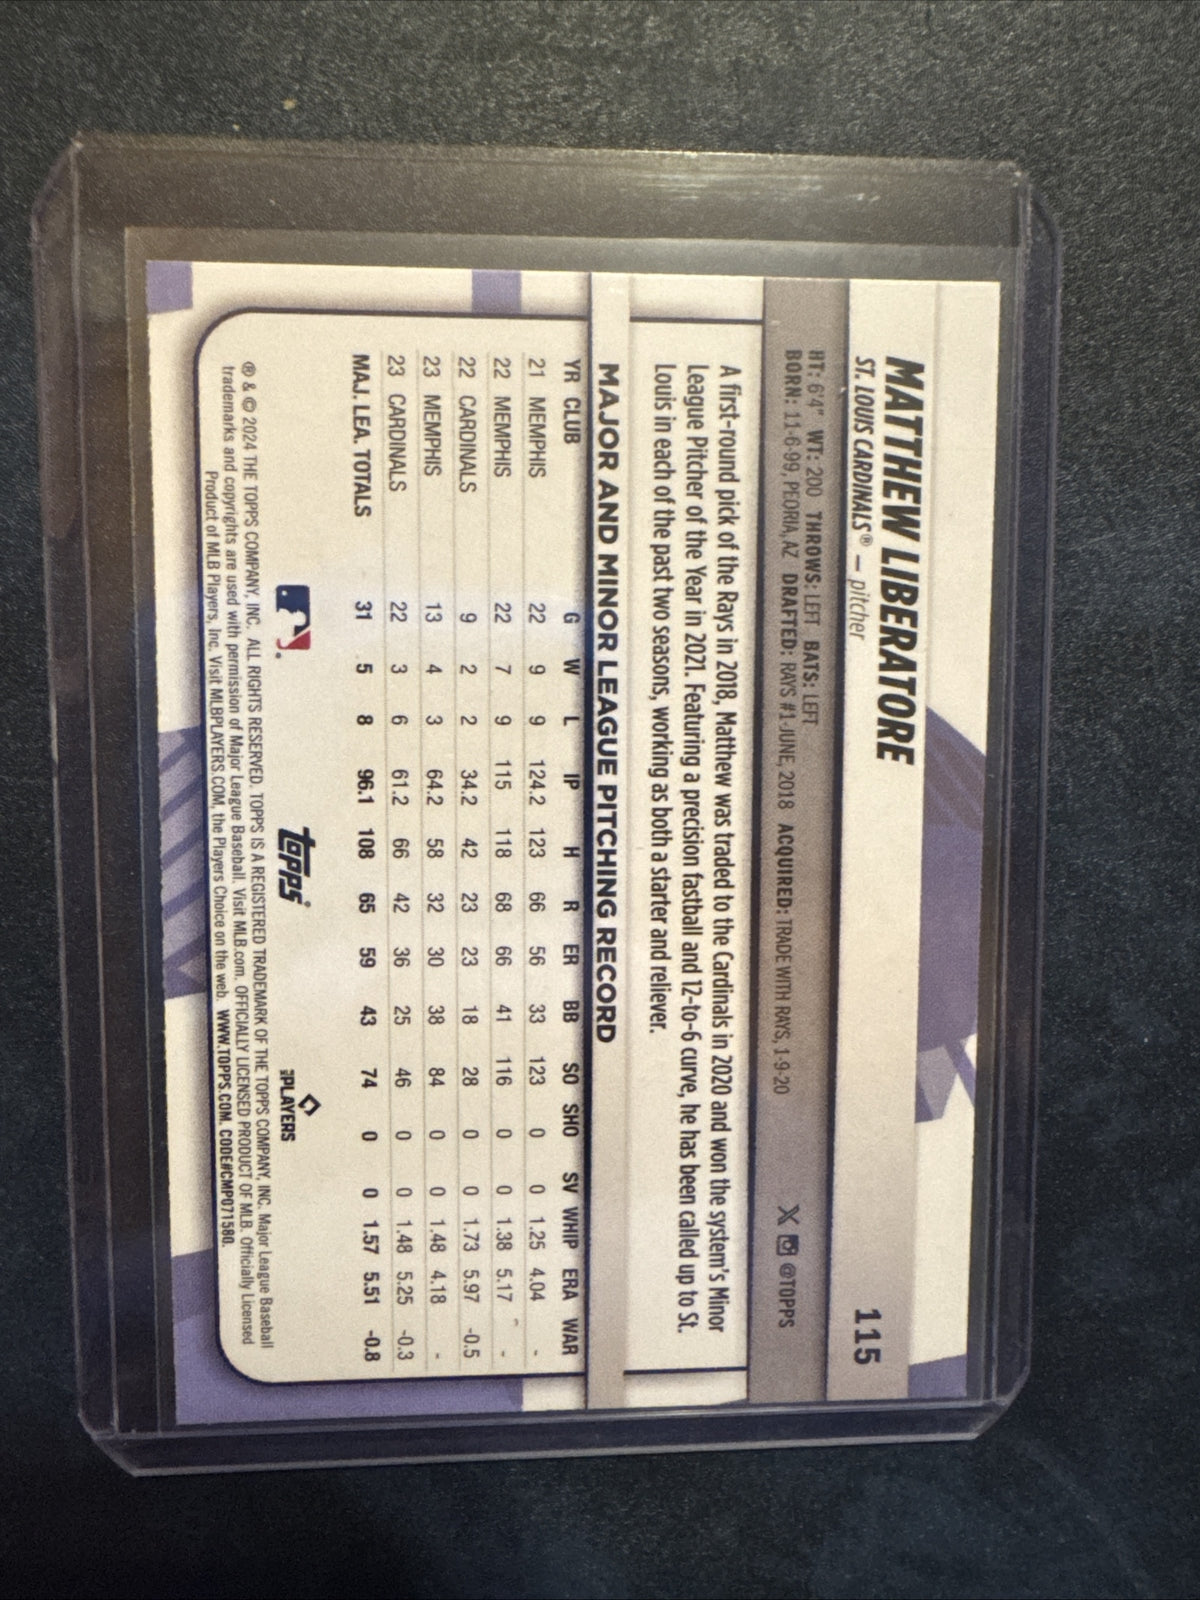 MATTHEW LIBERATORE
115
ST. LOUIS CARDINALS® – pitcher
HT: 6'4" WT: 200 THROWS: LEFT BATS: LEFT
BORN: 11-6-99, PEORIA, AZ DRAFTED: RAYS #1-JUNE, 2018 ACQUIRED: TRADE WITH RAYS, 1-9-20
X @TOPPS
A first-round pick of the Rays in 2018, Matthew was traded to the Cardinals in 2020 and won the system's Minor
League Pitcher of the Year in 2021. Featuring a precision fastball and 12-to-6 curve, he has been called up to St.
Louis in each of the past two seasons, working as both a starter and reliever.
MAJOR AND MINOR LEAGUE PITCHING RECORD
YR CLUB G W L IP H R ER BB SO SHO SV WHIP ERA WAR
21 MEMPHIS 22 9 9 124.2 123 66 56 33 123 0 0 1.25 4.04 -
22 MEMPHIS 22 7 9 115 118 68 66 41 116 0 0 1.38 5.17 -
22 CARDINALS 9 2 2 34.2 42 23 23 18 28 0 0 1.73 5.97 -0.5
23 MEMPHIS 13 4 3 64.2 58 32 30 38 84 0 0 1.48 4.18 -
23 CARDINALS 22 3 6 61.2 66 42 36 25 46 0 0 1.48 5.25 -0.3
MAJ. LEA. TOTALS 31 5 8 96.1 108 65 59 43 74 0 0 1.57 5.51 -0.8
topps®
PLAYERS
® & © 2024 THE TOPPS COMPANY, INC. ALL RIGHTS RESERVED. TOPPS IS A REGISTERED TRADEMARK OF THE TOPPS COMPANY, INC. Major League Baseball
trademarks and copyrights are used with permission of Major League Baseball. Visit MLB.com. OFFICIALLY LICENSED PRODUCT OF MLB. Officially Licensed
Product of MLB Players, Inc. Visit MLBPLAYERS.COM, the Players Choice on the web. WWW.TOPPS.COM. CODE#CMP071580.